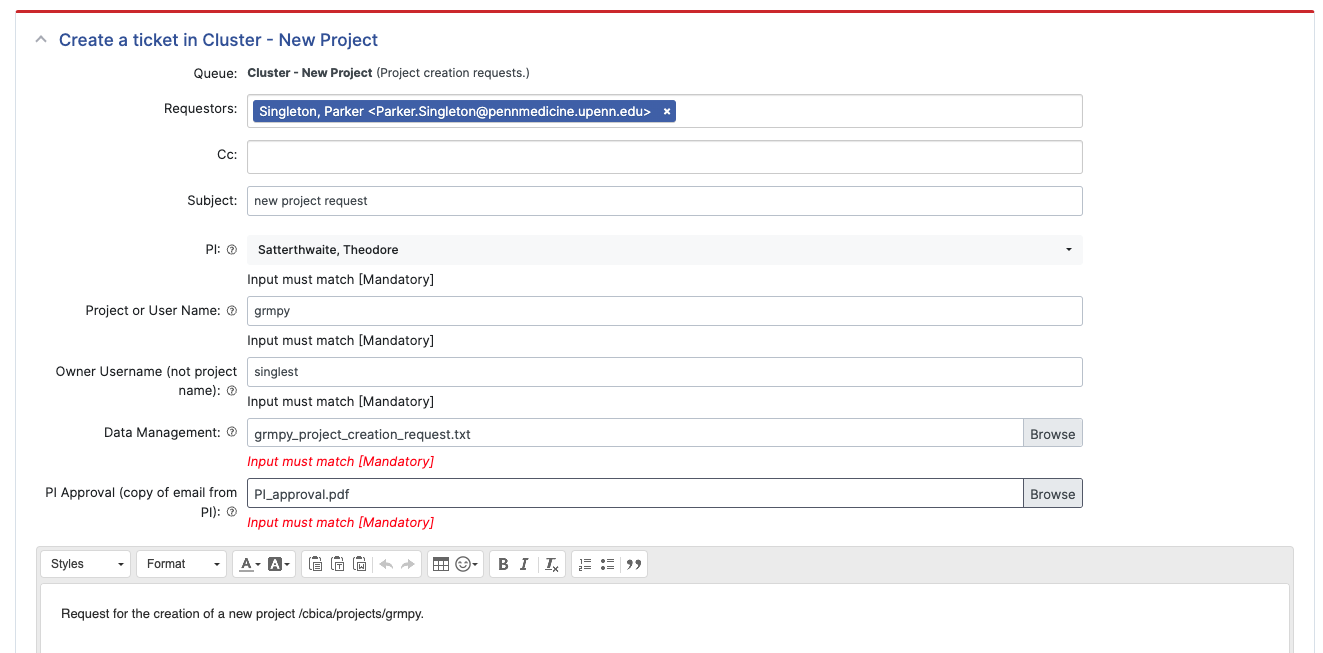 Create a ticket in Cluster - New Project
Queue: Cluster - New Project (Project creation requests.)
Requestors: Singleton, Parker <Parker.Singleton@pennmedicine.upenn.edu> ×
Cc:
Subject: new project request
PI: Satterthwaite, Theodore
Input must match [Mandatory]
Project or User Name: grmpy
Input must match [Mandatory]
Owner Username (not project name): singlest
Input must match [Mandatory]
Data Management: grmpy_project_creation_request.txt Browse
Input must match [Mandatory]
PI Approval (copy of email from PI): PI_approval.pdf Browse
Input must match [Mandatory]
Styles Format
Request for the creation of a new project /cbica/projects/grmpy.